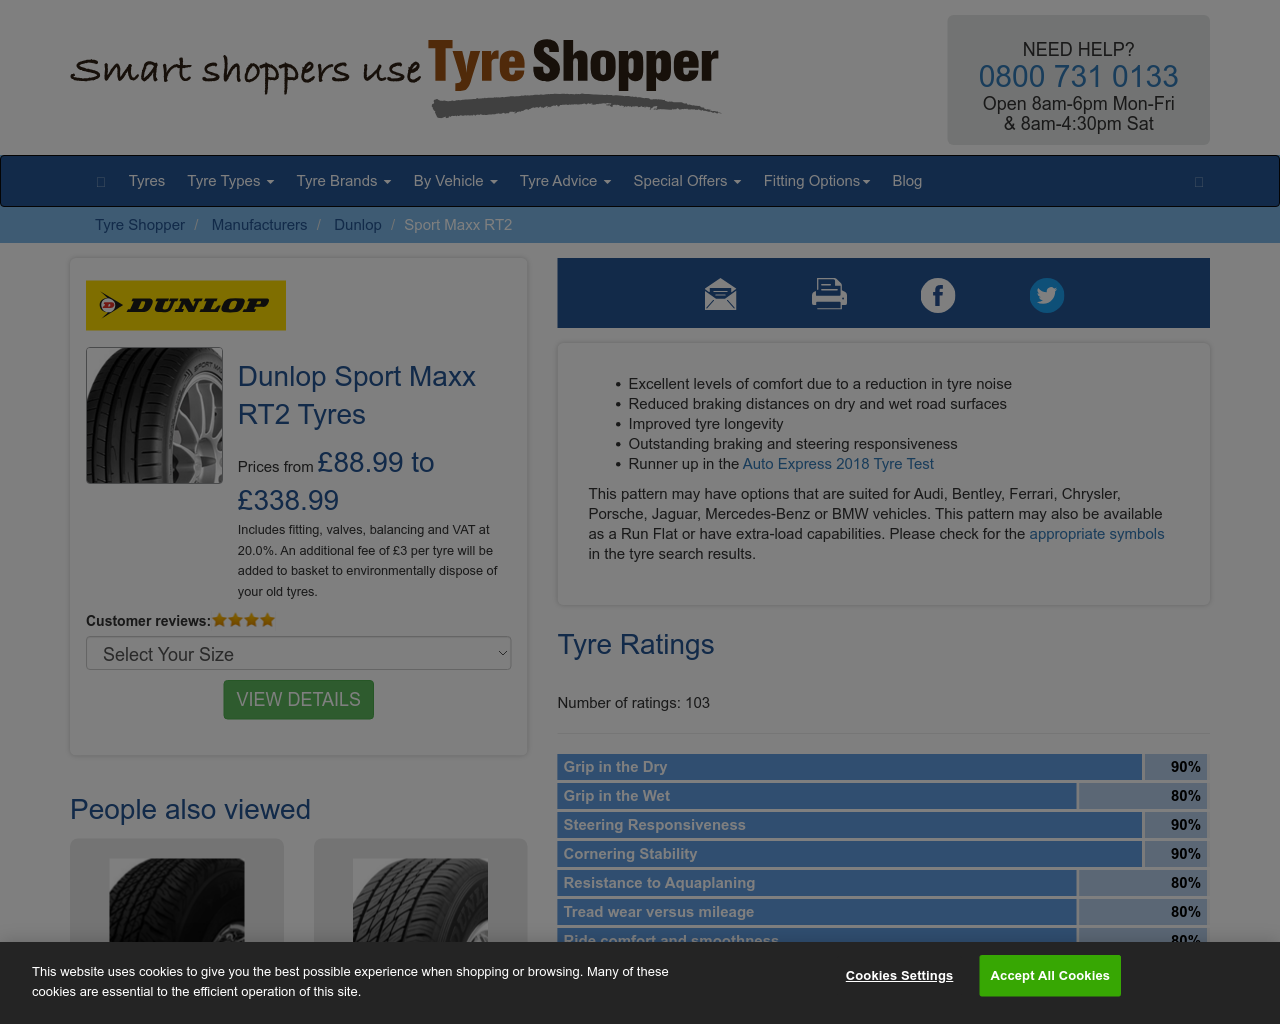 Smart shoppers use TyreShopper
NEED HELP?
0800 731 0133
Open 8am-6pm Mon-Fri
& 8am-4:30pm Sat
Tyres Tyre Types Tyre Brands By Vehicle Tyre Advice Special Offers Fitting Options Blog
Tyre Shopper / Manufacturers / Dunlop / Sport Maxx RT2
DUNLOP
Dunlop Sport Maxx
RT2 Tyres
Prices from £88.99 to
£338.99
Includes fitting, valves, balancing and VAT at
20.0%. An additional fee of £3 per tyre will be
added to basket to environmentally dispose of
your old tyres.
Customer reviews:
Select Your Size
VIEW DETAILS
People also viewed
• Excellent levels of comfort due to a reduction in tyre noise
• Reduced braking distances on dry and wet road surfaces
• Improved tyre longevity
• Outstanding braking and steering responsiveness
• Runner up in the Auto Express 2018 Tyre Test
This pattern may have options that are suited for Audi, Bentley, Ferrari, Chrysler,
Porsche, Jaguar, Mercedes-Benz or BMW vehicles. This pattern may also be available
as a Run Flat or have extra-load capabilities. Please check for the appropriate symbols
in the tyre search results.
Tyre Ratings
Number of ratings: 103
Grip in the Dry 90%
Grip in the Wet 80%
Steering Responsiveness 90%
Cornering Stability 90%
Resistance to Aquaplaning 80%
Tread wear versus mileage 80%
Ride comfort and smoothness 80%
This website uses cookies to give you the best possible experience when shopping or browsing. Many of these
cookies are essential to the efficient operation of this site.
Cookies Settings
Accept All Cookies